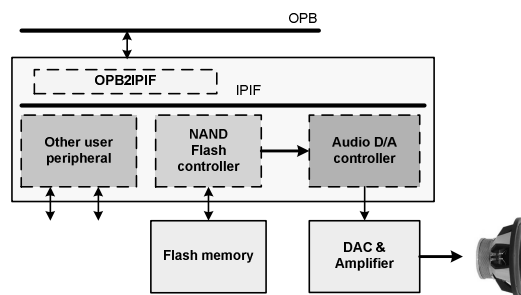 OPB
OPB2IPIF
IPIF
Other user
peripheral
NAND
Flash
controller
Audio D/A
controller
Flash memory
DAC &
Amplifier